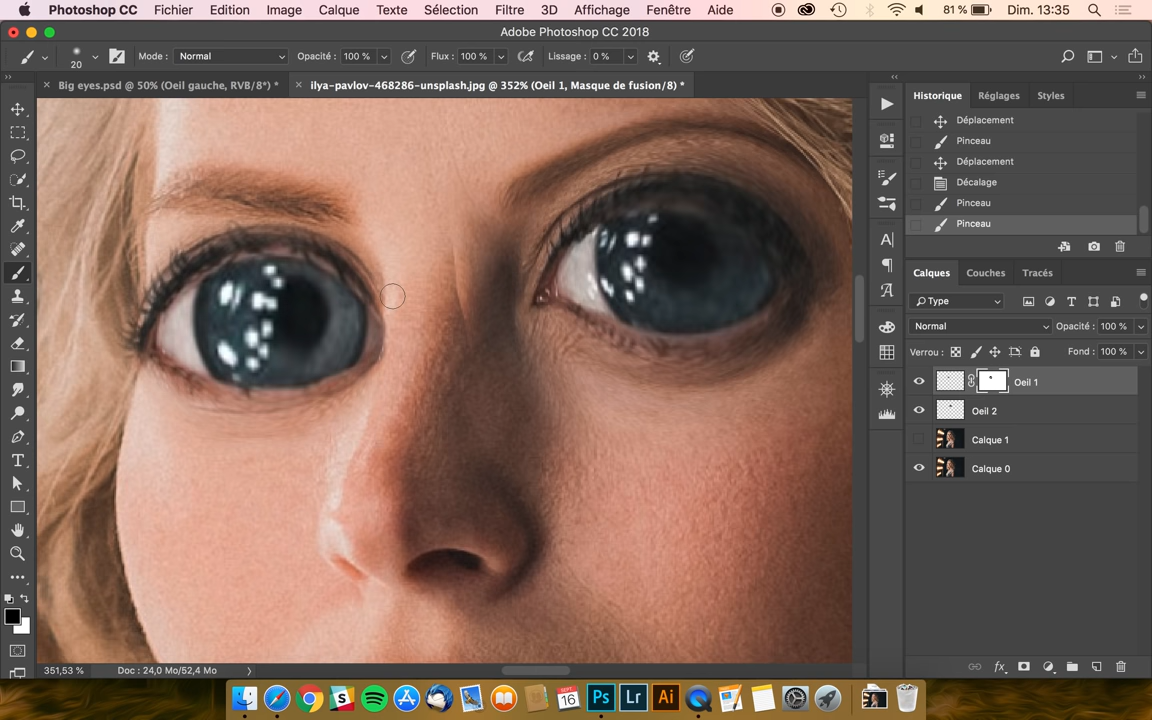 Photoshop CC Fichier Edition Image Calque Texte Sélection Filtre 3D Affichage Fenêtre Aide 81 % Dim. 13:35
Adobe Photoshop CC 2018
20 Mode : Normal Opacité : 100 % Flux : 100 % Lissage : 0 %
Big eyes.psd @ 50% (Oeil gauche, RVB/8*) * ilya-pavlov-468286-unsplash.jpg @ 352% (Oeil 1, Masque de fusion/8) *
Historique Réglages Styles
Déplacement
Pinceau
Déplacement
Décalage
Pinceau
Pinceau
Calques Couches Tracés
Type
Normal Opacité : 100 %
Verrou : Fond : 100 %
Oeil 1
Oeil 2
Calque 1
Calque 0
351,53 % Doc : 24,0 Mo/52,4 Mo
SEPT. 16 Ps Lr Ai